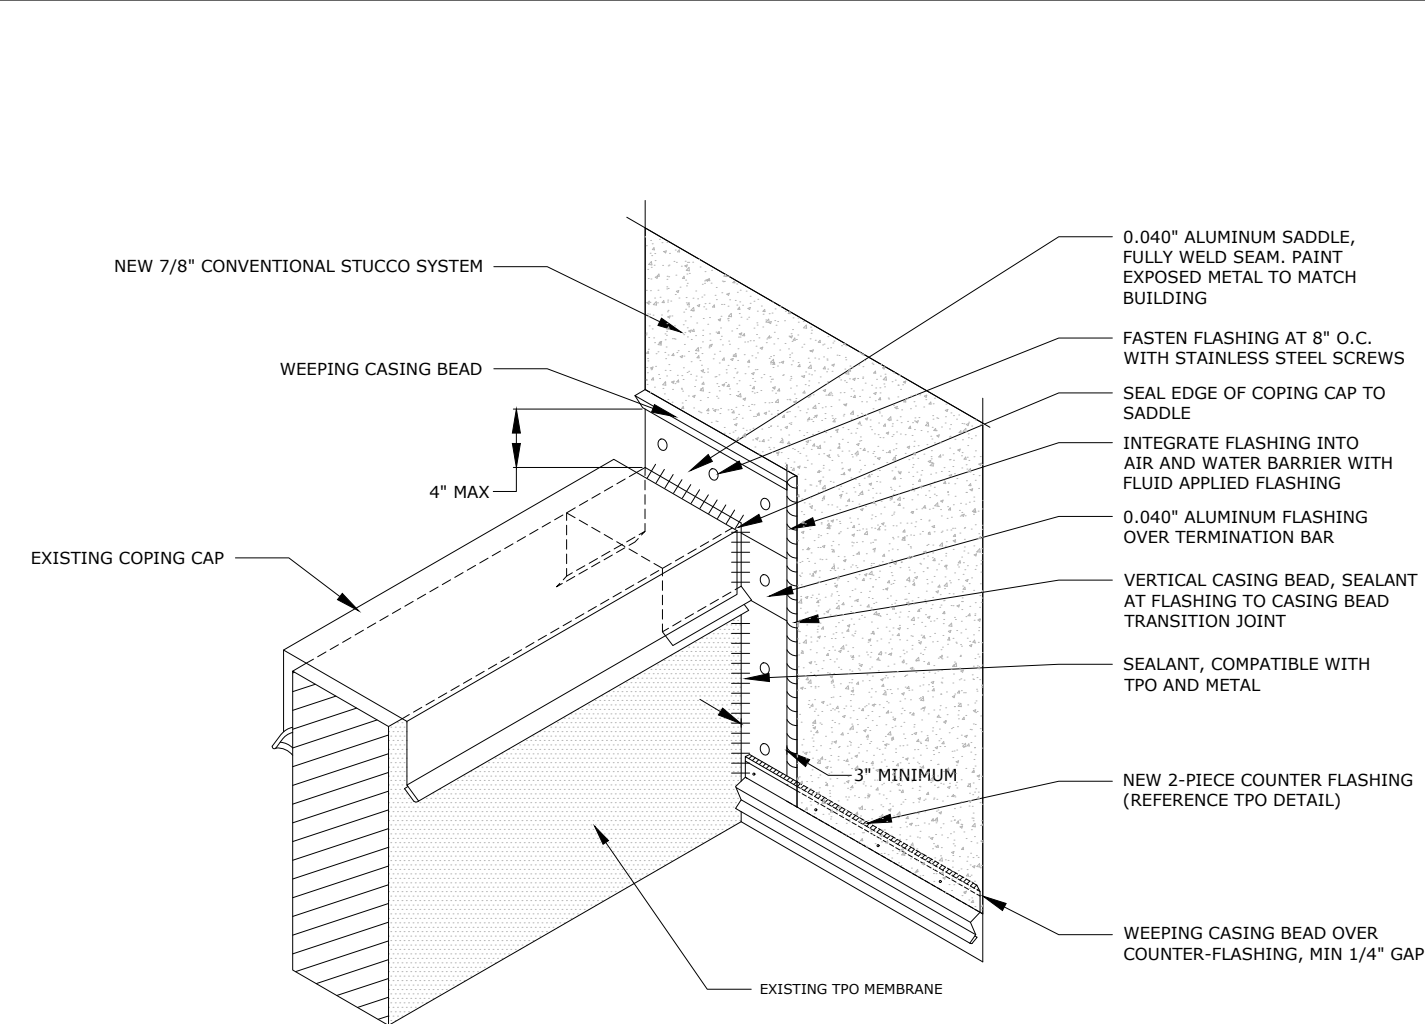 NEW 7/8" CONVENTIONAL STUCCO SYSTEM
WEEPING CASING BEAD
4" MAX
EXISTING COPING CAP
0.040" ALUMINUM SADDLE,
FULLY WELD SEAM. PAINT
EXPOSED METAL TO MATCH
BUILDING
FASTEN FLASHING AT 8" O.C.
WITH STAINLESS STEEL SCREWS
SEAL EDGE OF COPING CAP TO
SADDLE
INTEGRATE FLASHING INTO
AIR AND WATER BARRIER WITH
FLUID APPLIED FLASHING
0.040" ALUMINUM FLASHING
OVER TERMINATION BAR
VERTICAL CASING BEAD, SEALANT
AT FLASHING TO CASING BEAD
TRANSITION JOINT
SEALANT, COMPATIBLE WITH
TPO AND METAL
3" MINIMUM
NEW 2-PIECE COUNTER FLASHING
(REFERENCE TPO DETAIL)
WEEPING CASING BEAD OVER
COUNTER-FLASHING, MIN 1/4" GAP
EXISTING TPO MEMBRANE